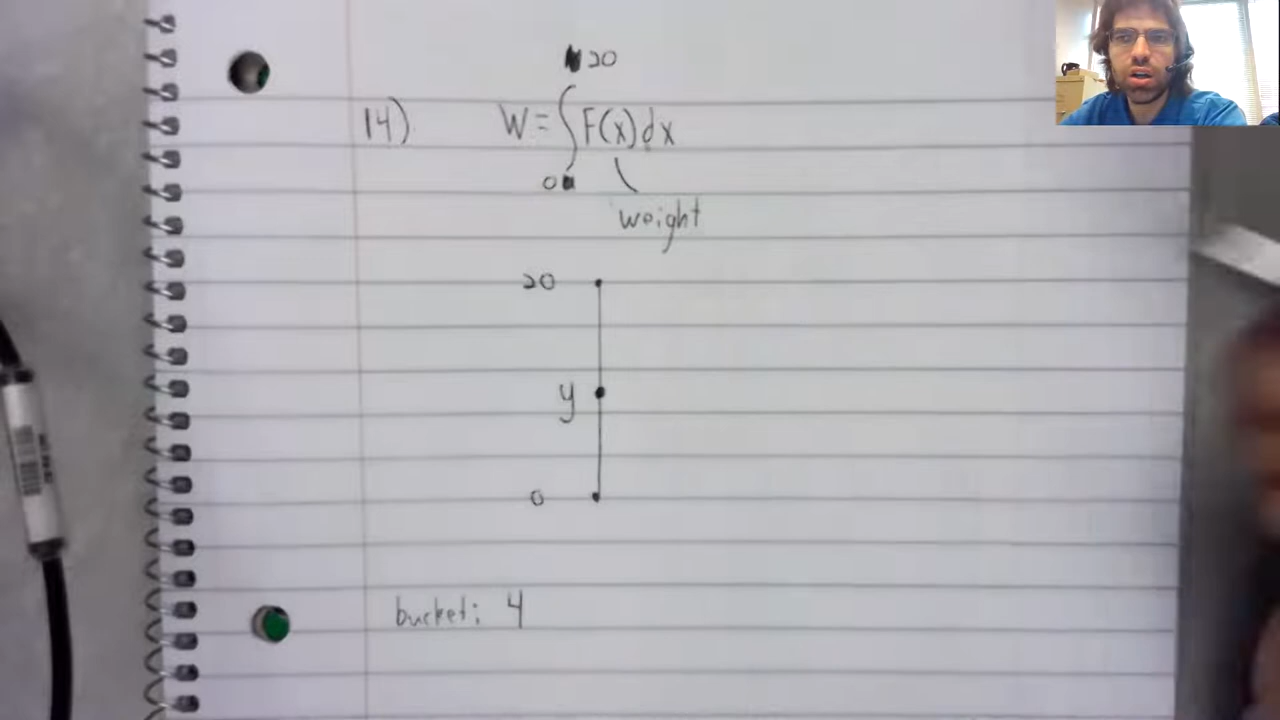 20
14) W = ∫ F(x)dx
0
weight
20
y
0
bucket: 4